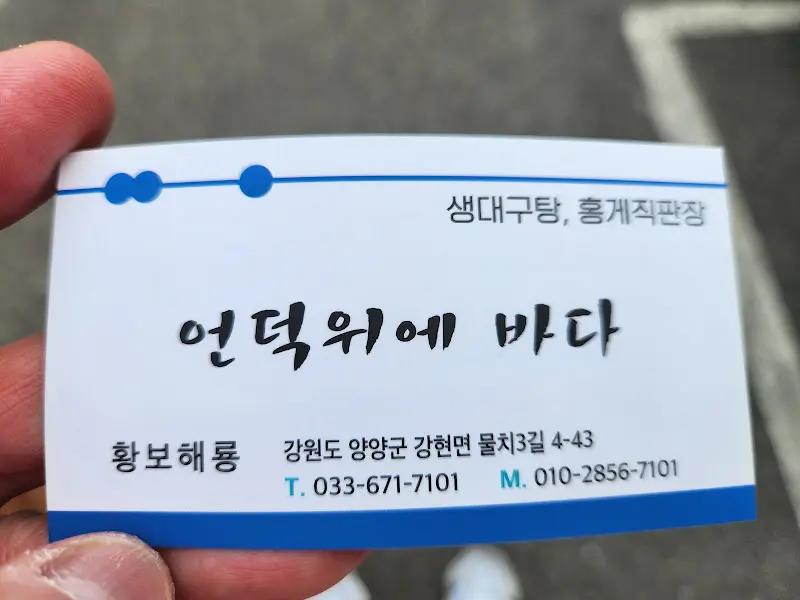 생대구탕, 홍게직판장
언덕위에 바다
황보해룡
강원도 양양군 강현면 물치3길 4-43
T. 033-671-7101 M. 010-2856-7101